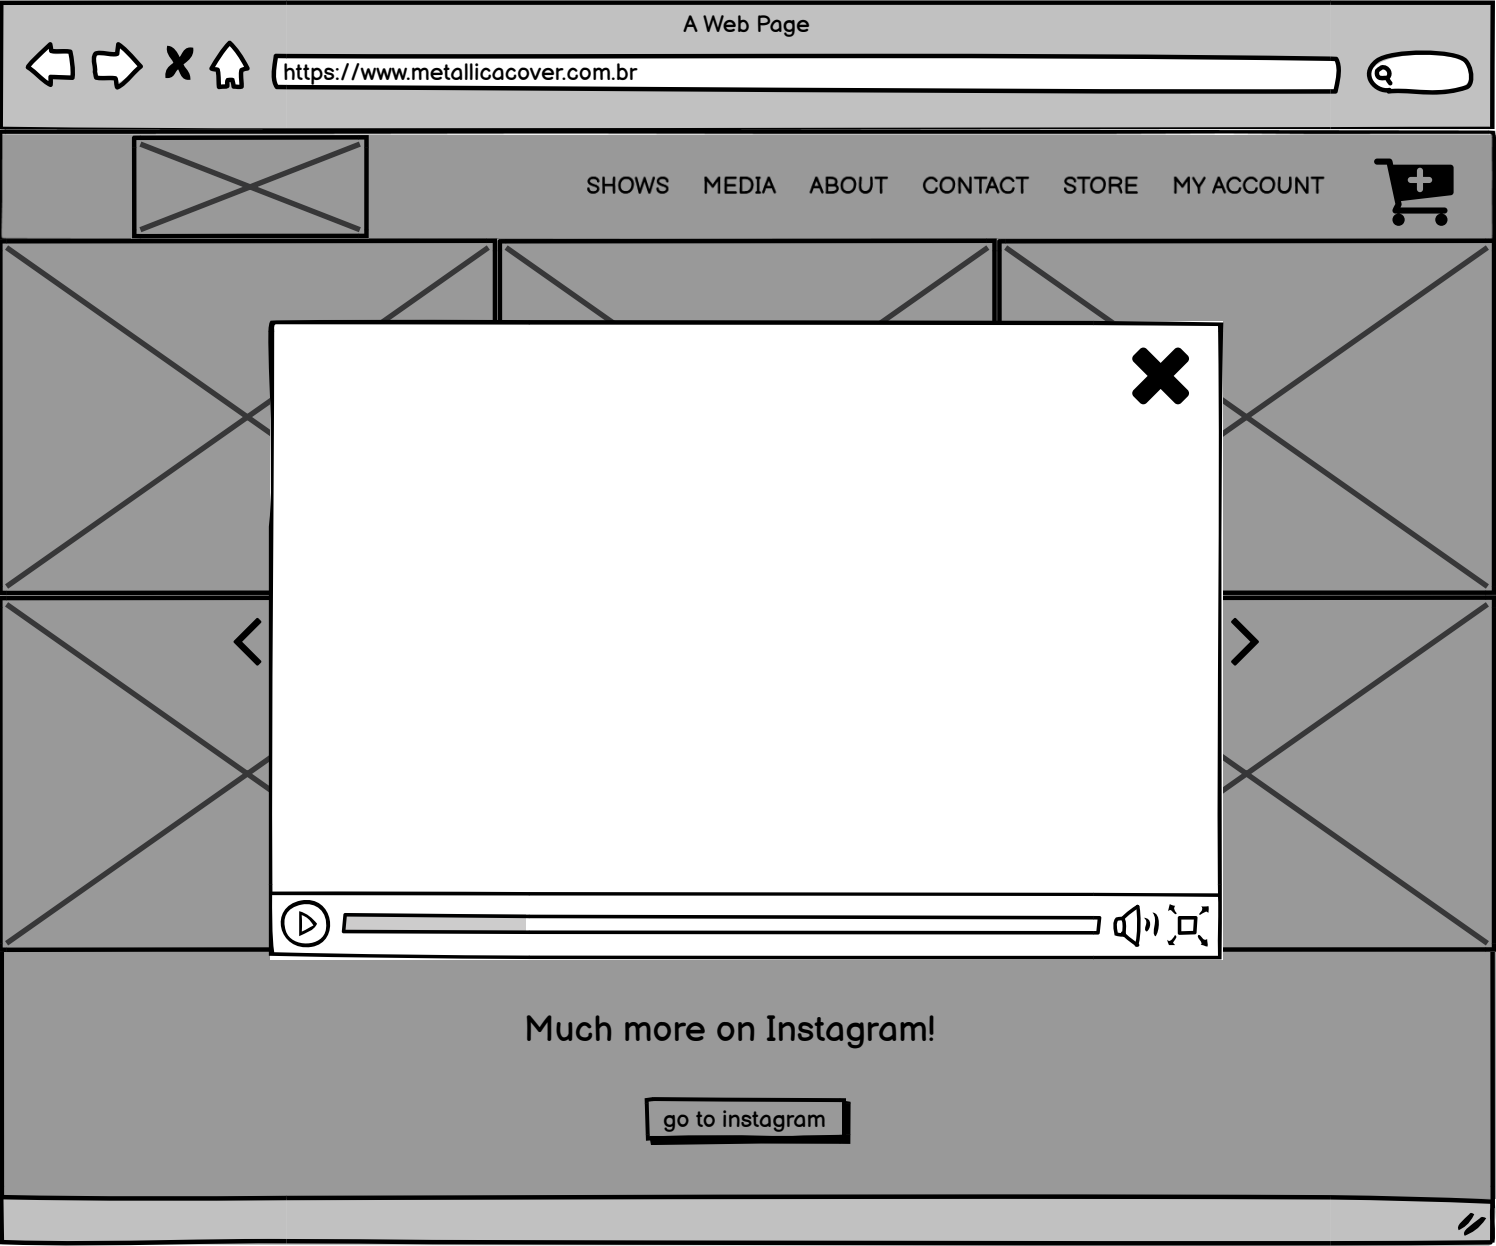 A Web Page
https://www.metallicacover.com.br
SHOWS MEDIA ABOUT CONTACT STORE MY ACCOUNT
Much more on Instagram!
go to instagram